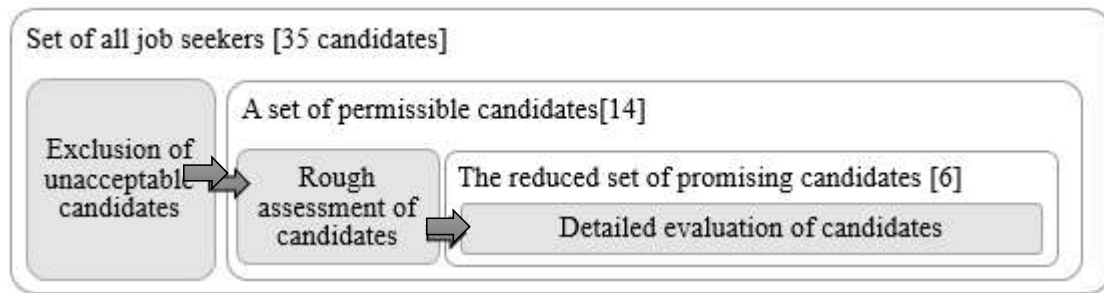 Set of all job seekers [35 candidates]
Exclusion of
unacceptable
candidates
A set of permissible candidates[14]
Rough
assessment of
candidates
The reduced set of promising candidates [6]
Detailed evaluation of candidates